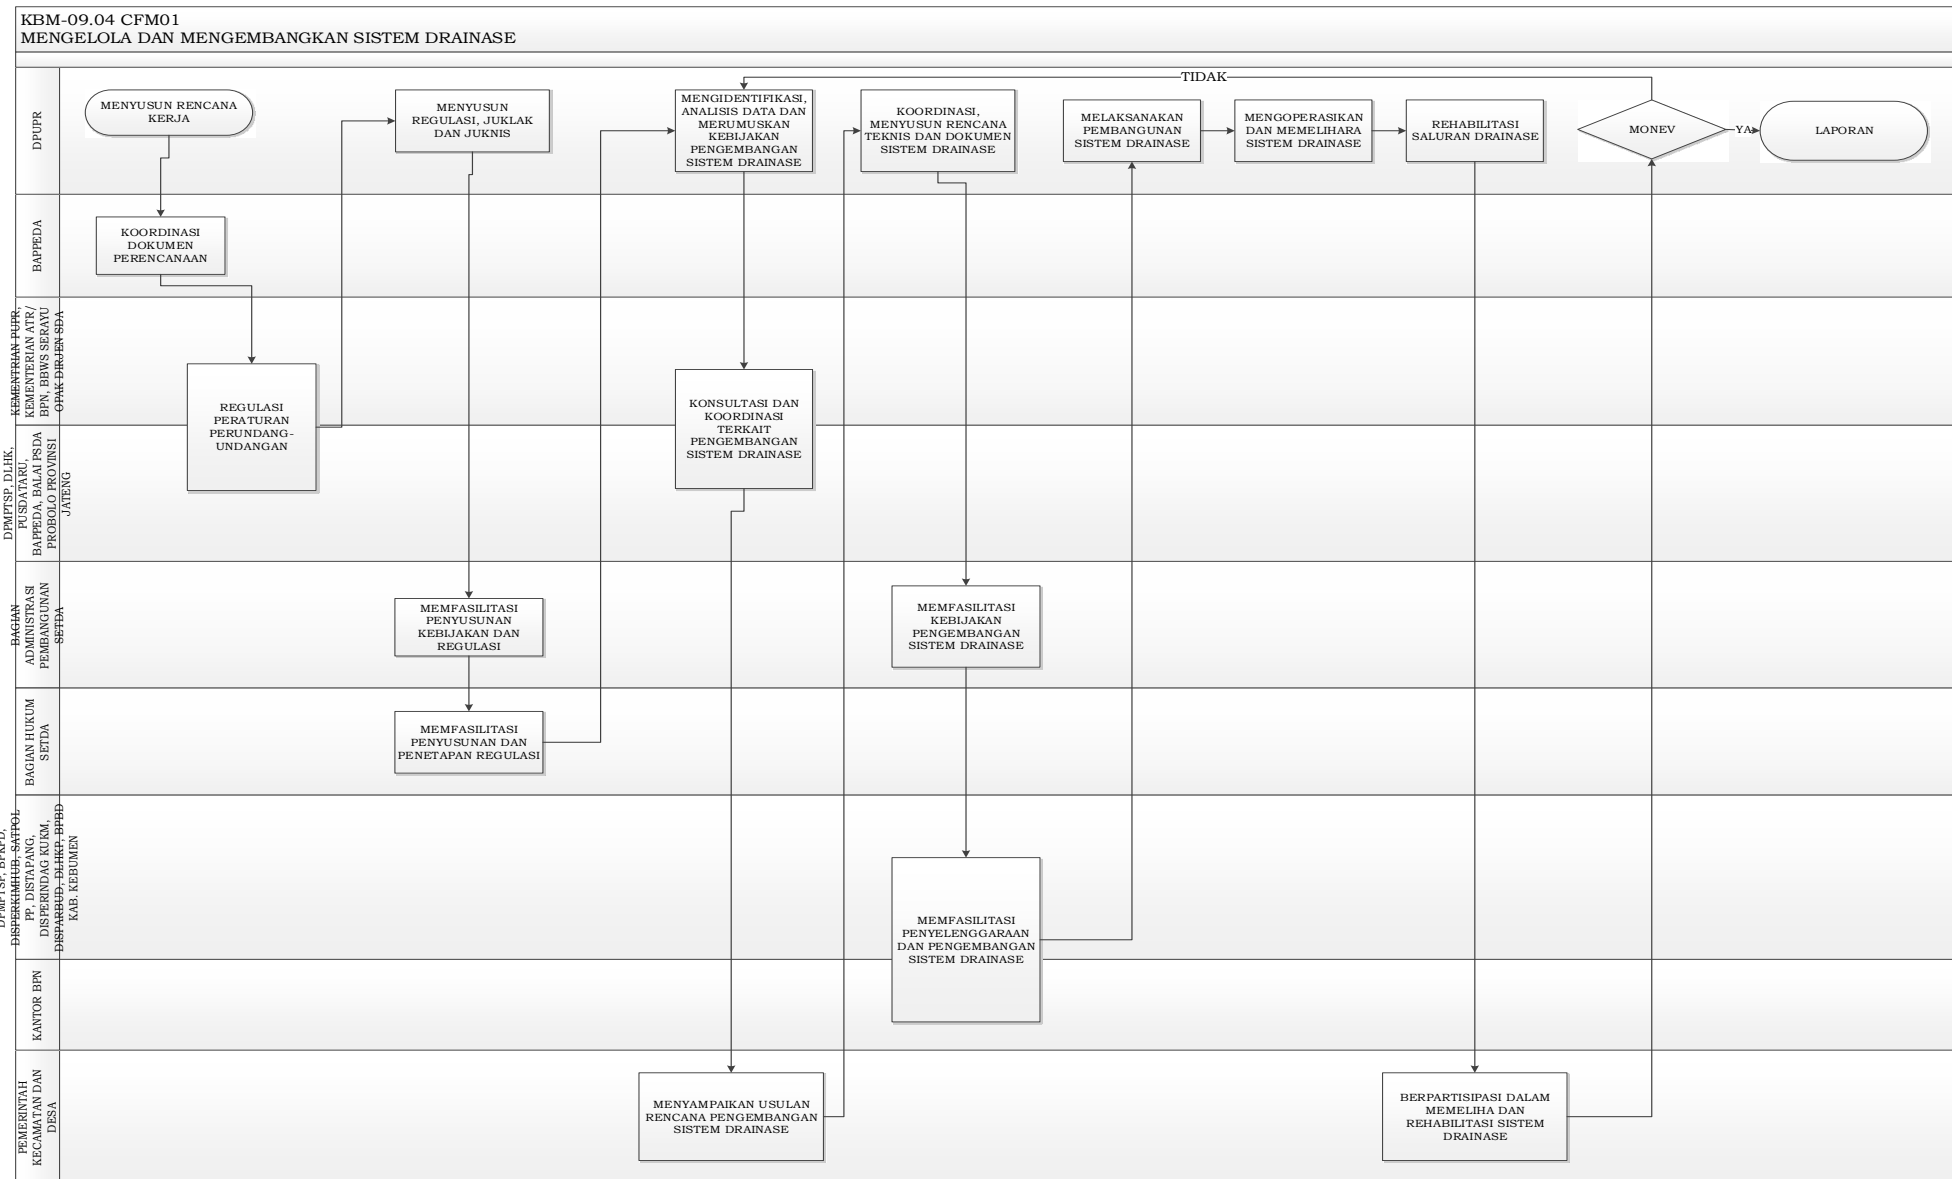 KBM-09.04 CFM01
MENGELOLA DAN MENGEMBANGKAN SISTEM DRAINASE
DPUPR
MENYUSUN RENCANA
KERJA
MENYUSUN
REGULASI, JUKLAK
DAN JUKNIS
MENGIDENTIFIKASI,
ANALISIS DATA DAN
MERUMUSKAN
KEBIJAKAN
PENGEMBANGAN
SISTEM DRAINASE
KOORDINASI,
MENYUSUN RENCANA
TEKNIS DAN DOKUMEN
SISTEM DRAINASE
MELAKSANAKAN
PEMBANGUNAN
SISTEM DRAINASE
MENGOPERASIKAN
DAN MEMELIHARA
SISTEM DRAINASE
REHABILITASI
SALURAN DRAINASE
TIDAK
MONEV
YA
LAPORAN
BAPPEDA
KOORDINASI
DOKUMEN
PERENCANAAN
KEMENTRIAN PUPR,
KEMENTERIAN ATR/
BPN, BBWS SERAYU
OPAK DIRJEN SDA
REGULASI
PERATURAN
PERUNDANG-
UNDANGAN
KONSULTASI DAN
KOORDINASI
TERKAIT
PENGEMBANGAN
SISTEM DRAINASE
DPMPTSP, DLHK,
PUSDATARU,
BAPPEDA, BALAI PSDA
PROBOLO PROVINSI
JATENG
BAGIAN
ADMINISTRASI
PEMBANGUNAN
SETDA
MEMFASILITASI
PENYUSUNAN
KEBIJAKAN DAN
REGULASI
MEMFASILITASI
KEBIJAKAN
PENGEMBANGAN
SISTEM DRAINASE
BAGIAN HUKUM
SETDA
MEMFASILITASI
PENYUSUNAN DAN
PENETAPAN REGULASI
DPMPTSP, BPKPD,
DISPERKIMHUB, SATPOL
PP, DISTAPANG,
DISPERINDAG KUKM,
DISPARBUD, DLHKP, BPBD
KAB. KEBUMEN
MEMFASILITASI
PENYELENGGARAAN
DAN PENGEMBANGAN
SISTEM DRAINASE
KANTOR BPN
PEMERINTAH
KECAMATAN DAN
DESA
MENYAMPAIKAN USULAN
RENCANA PENGEMBANGAN
SISTEM DRAINASE
BERPARTISIPASI DALAM
MEMELIHA DAN
REHABILITASI SISTEM
DRAINASE